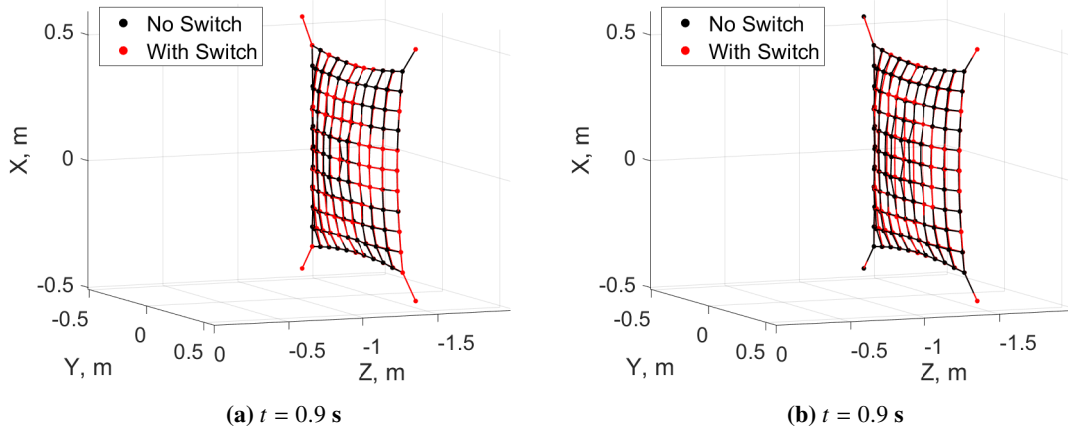 No Switch
With Switch
0.5
0
-0.5
X, m
-0.5
0
0.5
Y, m
0
-0.5
-1
-1.5
Z, m
(a) t = 0.9 s
No Switch
With Switch
0.5
0
-0.5
X, m
-0.5
0
0.5
Y, m
0
-0.5
-1
-1.5
Z, m
(b) t = 0.9 s